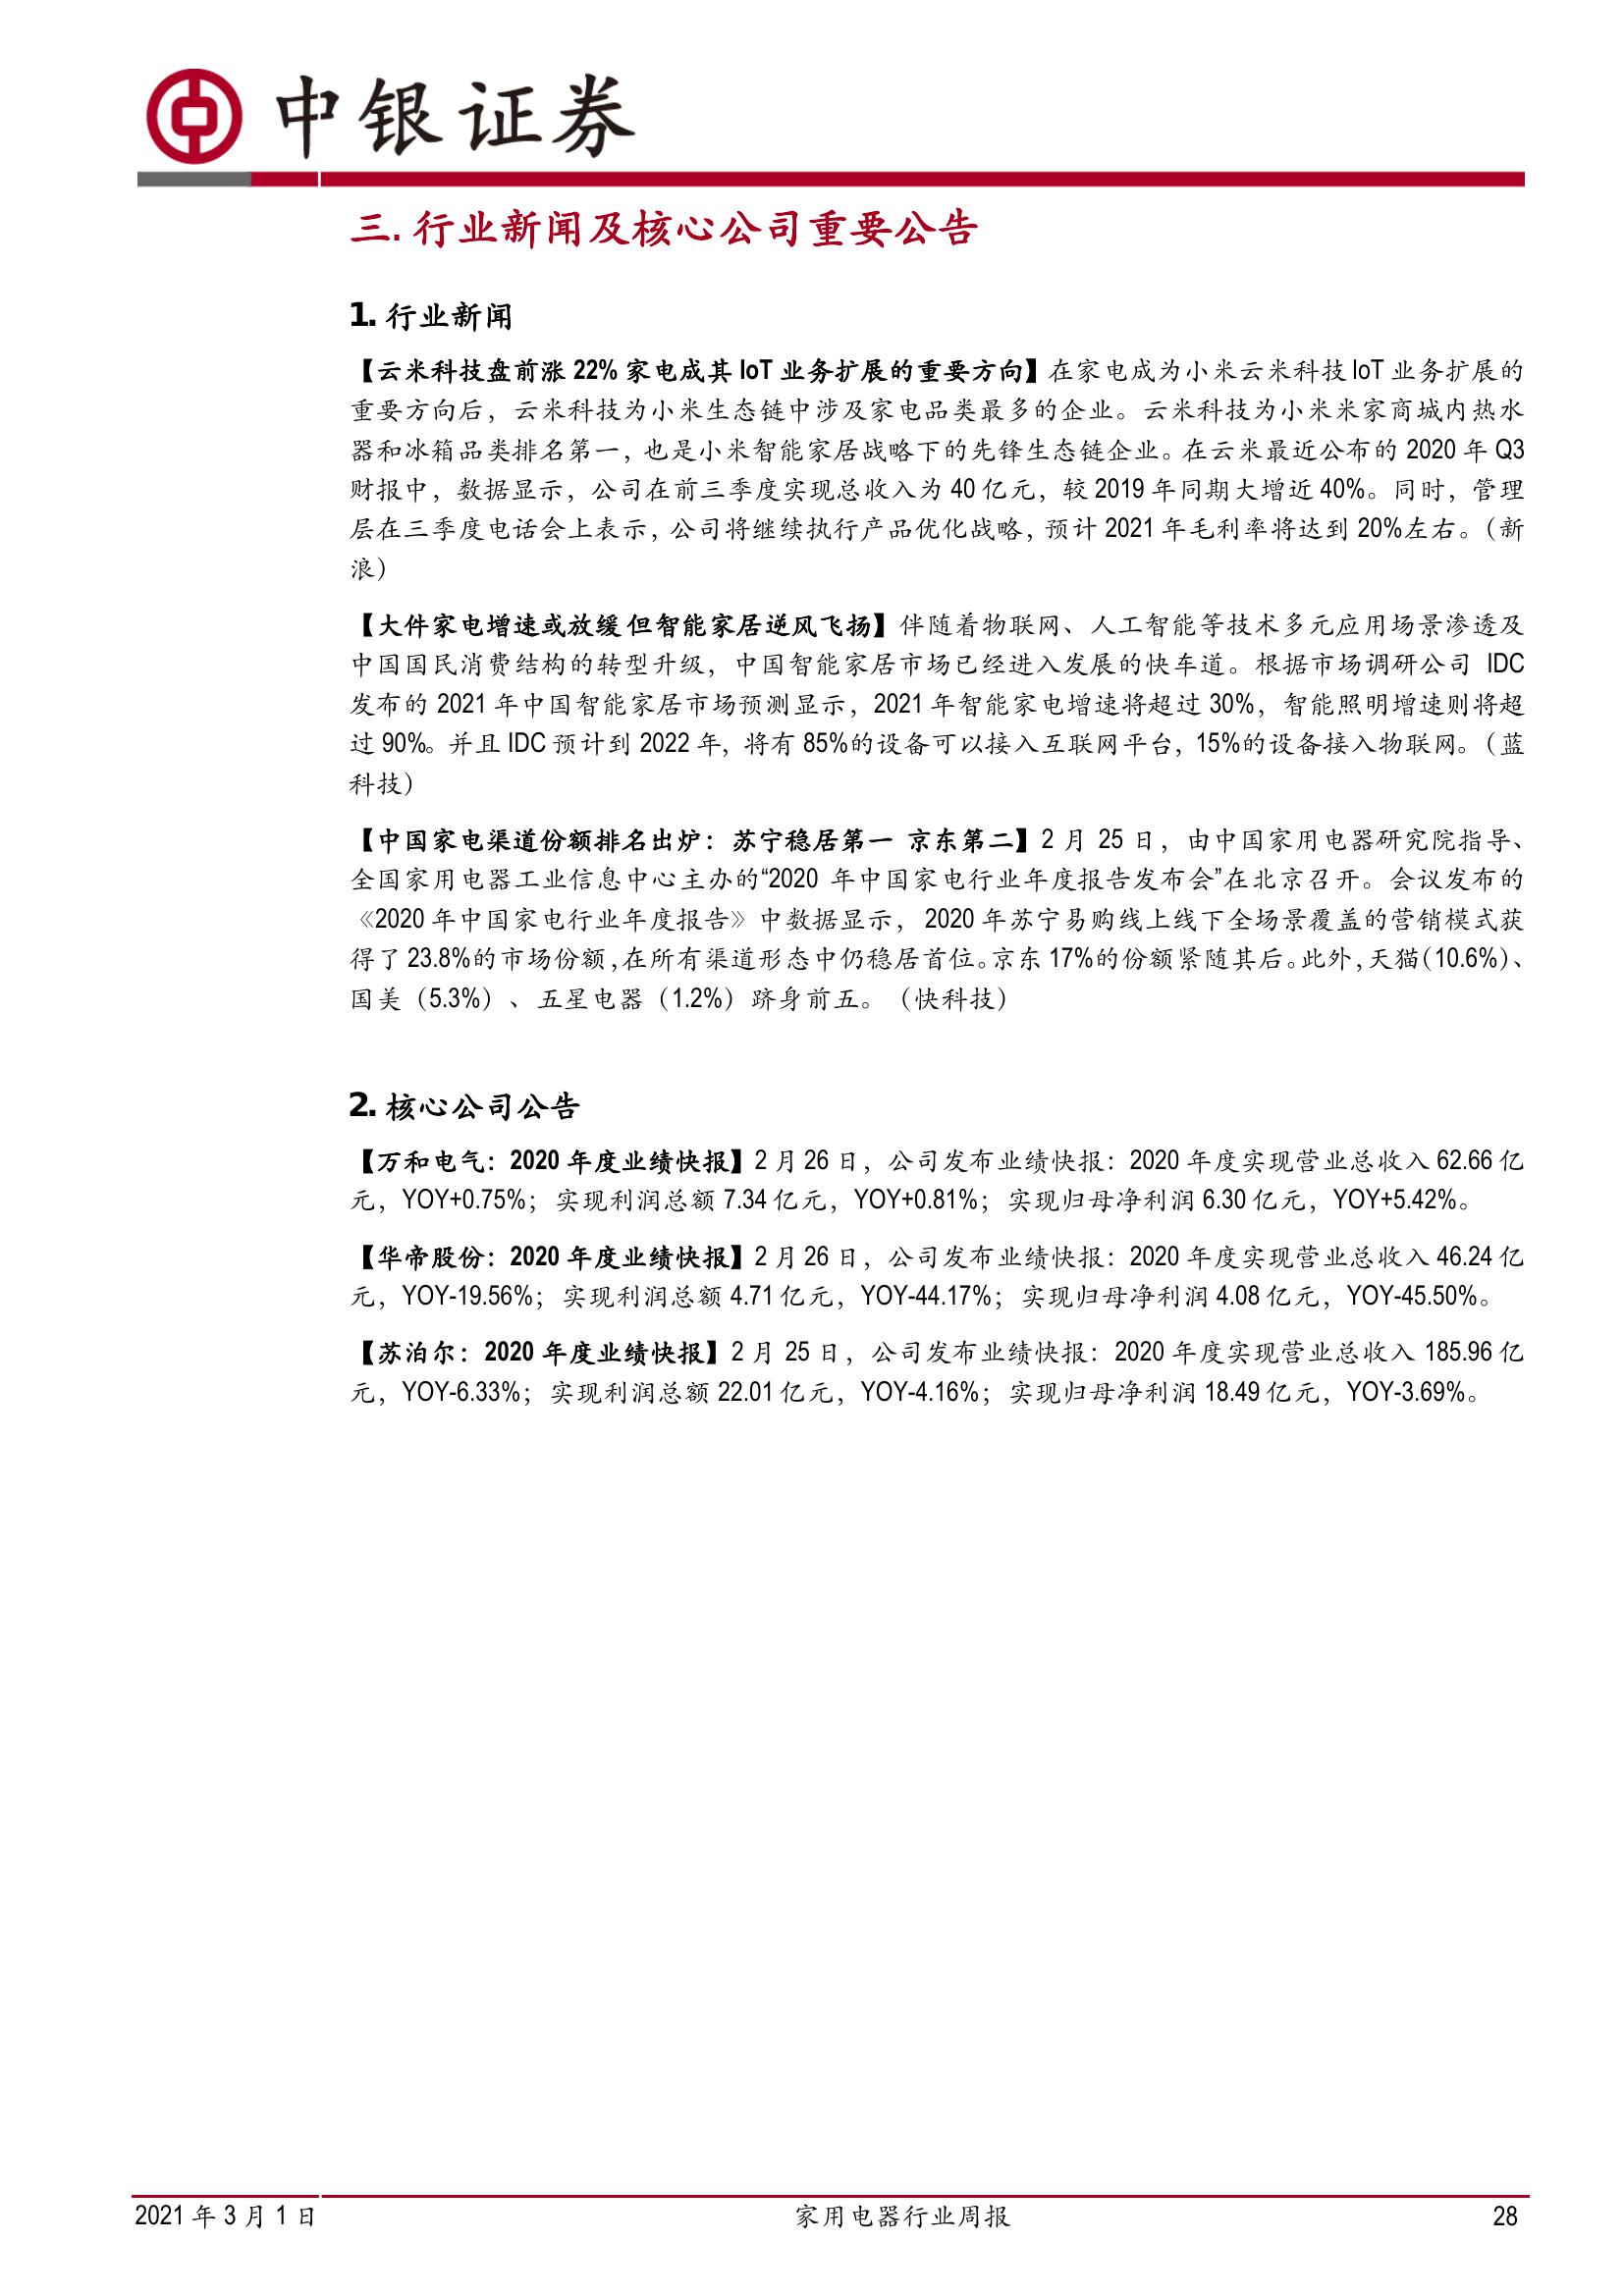 中银证券
三. 行业新闻及核心公司重要公告
1. 行业新闻
【云米科技盘前涨 22% 家电成其 IoT 业务扩展的重要方向】在家电成为小米云米科技 IoT 业务扩展的
重要方向后，云米科技为小米生态链中涉及家电品类最多的企业。云米科技为小米米家商城内热水
器和冰箱品类排名第一，也是小米智能家居战略下的先锋生态链企业。在云米最近公布的 2020 年 Q3
财报中，数据显示，公司在前三季度实现总收入为 40 亿元，较 2019 年同期大增近 40%。同时，管理
层在三季度电话会上表示，公司将继续执行产品优化战略，预计 2021 年毛利率将达到 20%左右。（新
浪）
【大件家电增速或放缓 但智能家居逆风飞扬】伴随着物联网、人工智能等技术多元应用场景渗透及
中国国民消费结构的转型升级，中国智能家居市场已经进入发展的快车道。根据市场调研公司 IDC
发布的 2021 年中国智能家居市场预测显示，2021 年智能家电增速将超过 30%，智能照明增速则将超
过 90%。并且 IDC 预计到 2022 年，将有 85%的设备可以接入互联网平台，15%的设备接入物联网。（蓝
科技）
【中国家电渠道份额排名出炉：苏宁稳居第一 京东第二】2 月 25 日，由中国家用电器研究院指导、
全国家用电器工业信息中心主办的“2020 年中国家电行业年度报告发布会”在北京召开。会议发布的
《2020 年中国家电行业年度报告》中数据显示，2020 年苏宁易购线上线下全场景覆盖的营销模式获
得了 23.8%的市场份额，在所有渠道形态中仍稳居首位。京东 17%的份额紧随其后。此外，天猫（10.6%）、
国美（5.3%）、五星电器（1.2%）跻身前五。（快科技）
2. 核心公司公告
【万和电气：2020 年度业绩快报】2 月 26 日，公司发布业绩快报：2020 年度实现营业总收入 62.66 亿
元，YOY+0.75%；实现利润总额 7.34 亿元，YOY+0.81%；实现归母净利润 6.30 亿元，YOY+5.42%。
【华帝股份：2020 年度业绩快报】2 月 26 日，公司发布业绩快报：2020 年度实现营业总收入 46.24 亿
元，YOY-19.56%；实现利润总额 4.71 亿元，YOY-44.17%；实现归母净利润 4.08 亿元，YOY-45.50%。
【苏泊尔：2020 年度业绩快报】2 月 25 日，公司发布业绩快报：2020 年度实现营业总收入 185.96 亿
元，YOY-6.33%；实现利润总额 22.01 亿元，YOY-4.16%；实现归母净利润 18.49 亿元，YOY-3.69%。
2021 年 3 月 1 日 家用电器行业周报 28